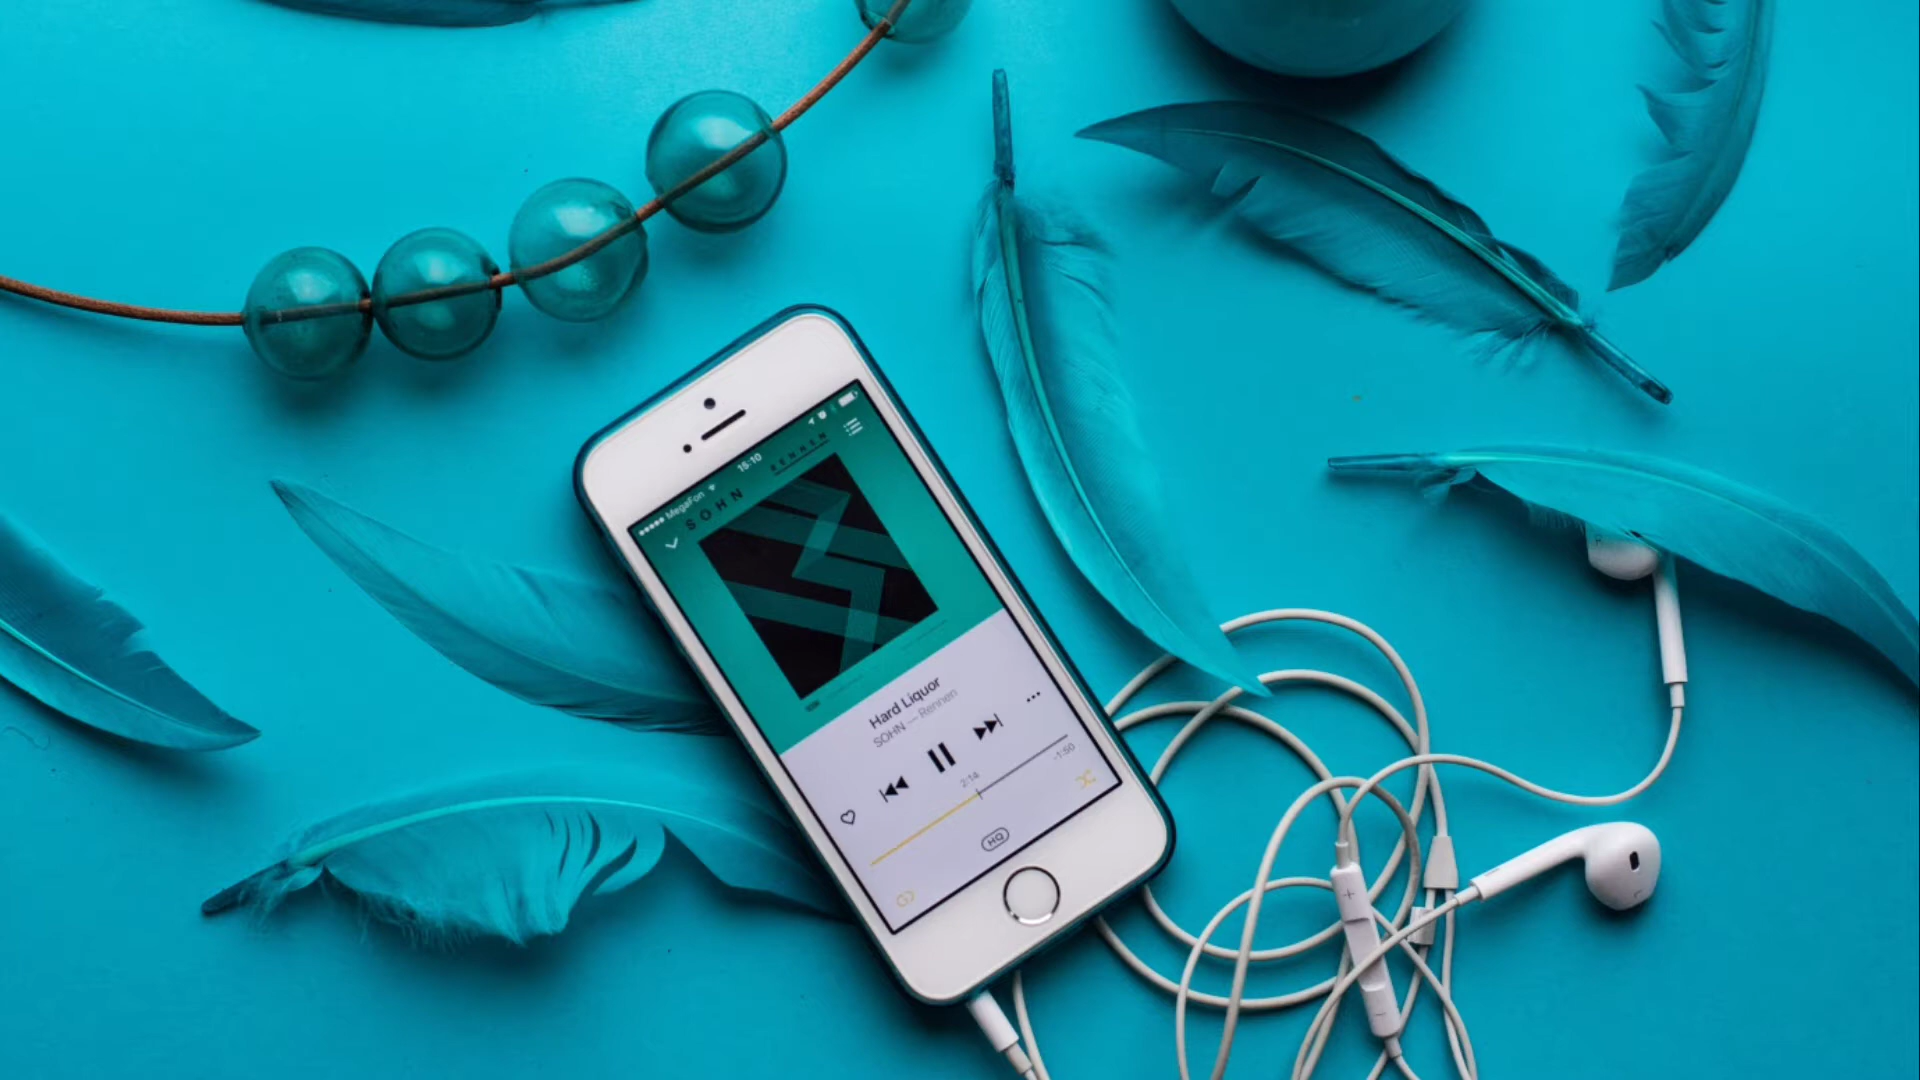 MegaFon
15:10
SOHN
RENNEN
Hard Liquor
SOHN — Rennen
2:14
-1:50
HQ
R
L